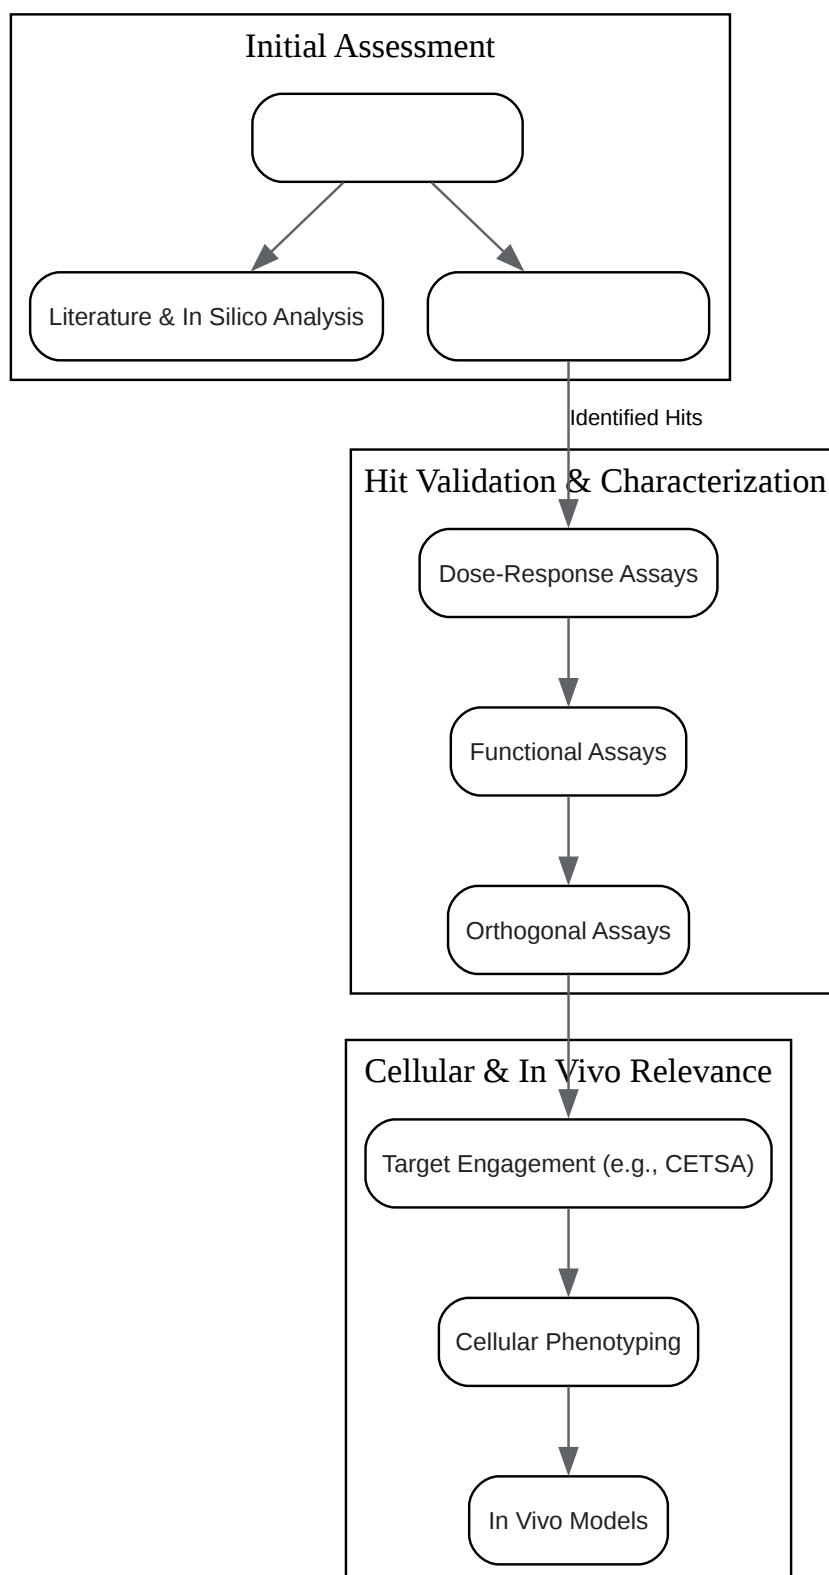 Initial Assessment
Literature & In Silico Analysis
Identified Hits
Hit Validation & Characterization
Dose-Response Assays
Functional Assays
Orthogonal Assays
Cellular & In Vivo Relevance
Target Engagement (e.g., CETSA)
Cellular Phenotyping
In Vivo Models